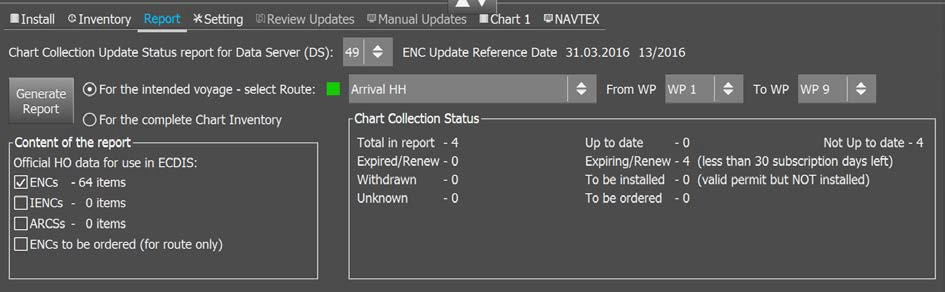 Install Inventory Report Setting Review Updates Manual Updates Chart 1 NAVTEX
Chart Collection Update Status report for Data Server (DS): 49 ENC Update Reference Date 31.03.2016 13/2016
Generate Report
For the intended voyage - select Route: Arrival HH From WP WP 1 To WP WP 9
For the complete Chart Inventory
Content of the report
Official HO data for use in ECDIS:
ENCs - 64 items
IENCs - 0 items
ARCSs - 0 items
ENCs to be ordered (for route only)
Chart Collection Status
Total in report - 4 Up to date - 0 Not Up to date - 4
Expired/Renew - 0 Expiring/Renew - 4 (less than 30 subscription days left)
Withdrawn - 0 To be installed - 0 (valid permit but NOT installed)
Unknown - 0 To be ordered - 0